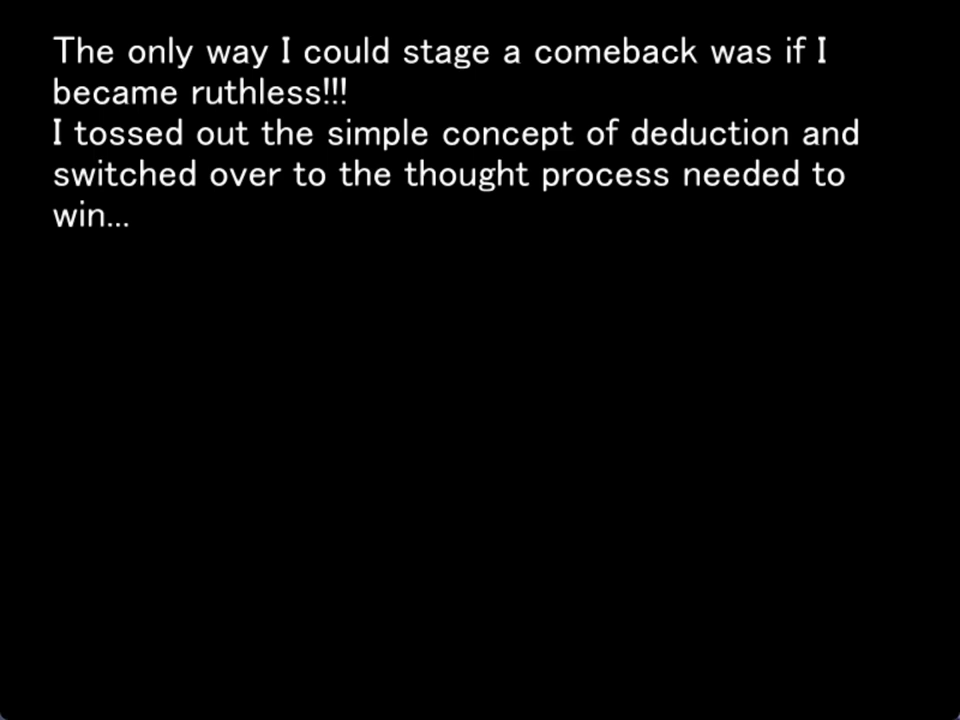 The only way I could stage a comeback was if I
became ruthless!!!
I tossed out the simple concept of deduction and
switched over to the thought process needed to
win...